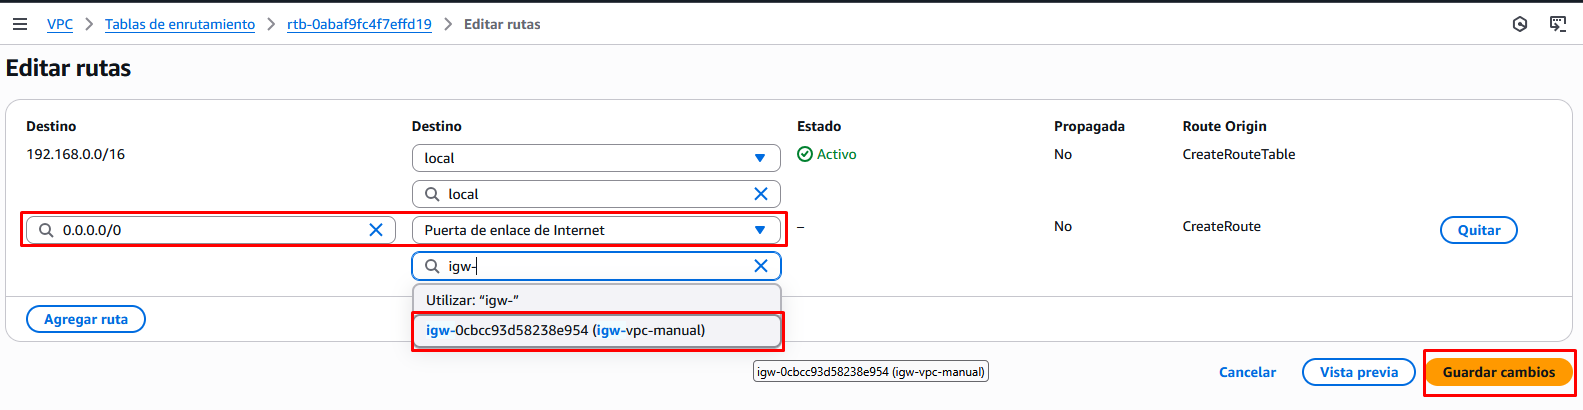 VPC > Tablas de enrutamiento > rtb-0abaf9fc4f7effd19 > Editar rutas
Editar rutas
Destino Destino Estado Propagada Route Origin
192.168.0.0/16 local Activo No CreateRouteTable
local
0.0.0.0/0 Puerta de enlace de Internet – No CreateRoute Quitar
igw-
Utilizar: “igw-”
Agregar ruta
igw-0cbcc93d58238e954 (igw-vpc-manual)
igw-0cbcc93d58238e954 (igw-vpc-manual)
Cancelar Vista previa Guardar cambios